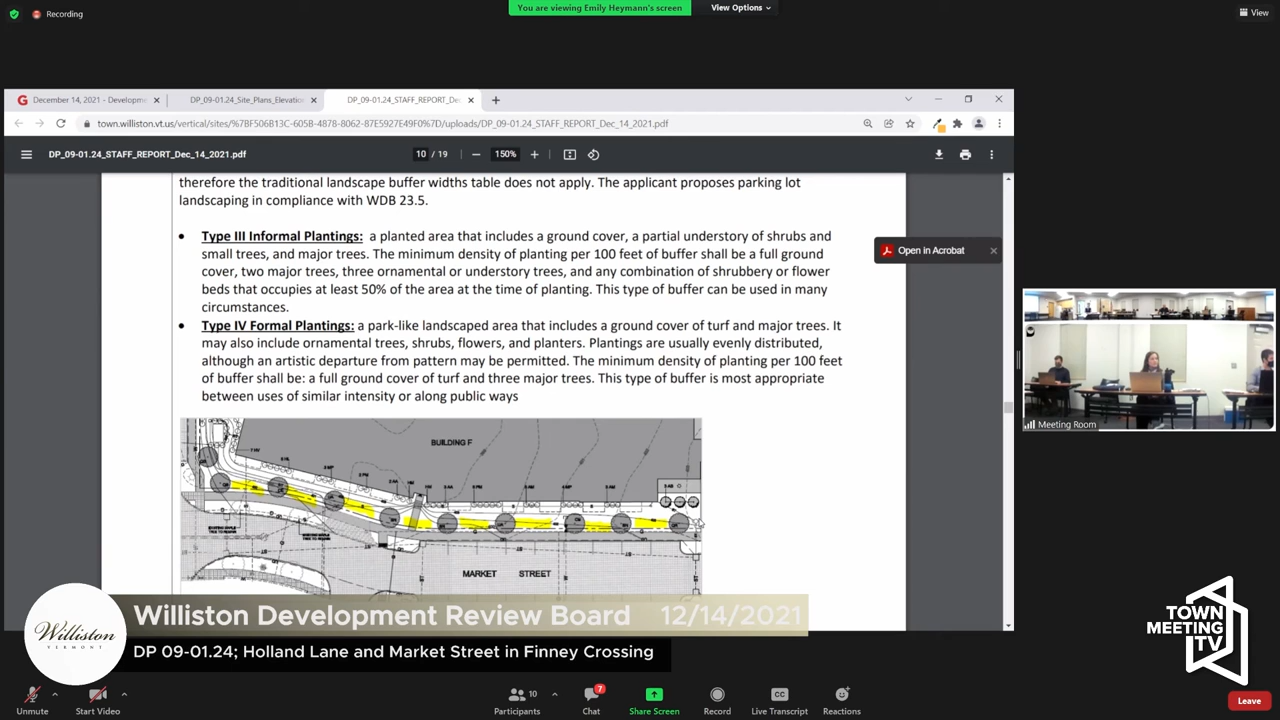 Recording
You are viewing Emily Heymann's screen
View Options
View
December 14, 2021 - Developm
DP_09-01.24_Site_Plans_Elevation
DP_09-01.24_STAFF_REPORT_De
town.williston.vt.us/vertical/sites/%7BF506B13C-605B-4878-8062-87E5927E49F0%7D/uploads/DP_09-01.24_STAFF_REPORT_Dec_14_2021.pdf
DP_09-01.24_STAFF_REPORT_Dec_14_2021.pdf
10 / 19
150%
therefore the traditional landscape buffer widths table does not apply. The applicant proposes parking lot
landscaping in compliance with WDB 23.5.
• Type III Informal Plantings: a planted area that includes a ground cover, a partial understory of shrubs and
small trees, and major trees. The minimum density of planting per 100 feet of buffer shall be a full ground
cover, two major trees, three ornamental or understory trees, and any combination of shrubbery or flower
beds that occupies at least 50% of the area at the time of planting. This type of buffer can be used in many
circumstances.
• Type IV Formal Plantings: a park-like landscaped area that includes a ground cover of turf and major trees. It
may also include ornamental trees, shrubs, flowers, and planters. Plantings are usually evenly distributed,
although an artistic departure from pattern may be permitted. The minimum density of planting per 100 feet
of buffer shall be: a full ground cover of turf and three major trees. This type of buffer is most appropriate
between uses of similar intensity or along public ways
Open in Acrobat
BUILDING F
MARKET STREET
Meeting Room
Williston
VERMONT
Williston Development Review Board 12/14/2021
DP 09-01.24; Holland Lane and Market Street in Finney Crossing
TOWN
MEETING
TV
Unmute
Start Video
10
Participants
7
Chat
Share Screen
Record
CC
Live Transcript
Reactions
Leave